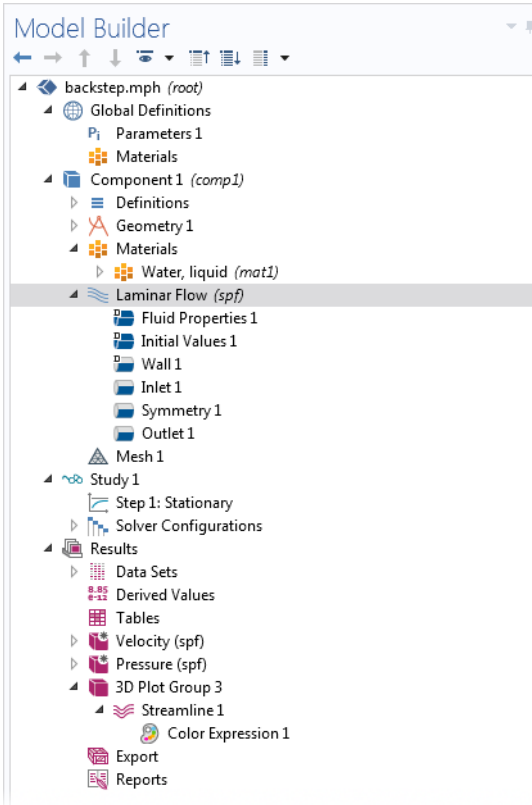 Model Builder
backstep.mph (root)
Global Definitions
Pi Parameters 1
Materials
Component 1 (comp1)
Definitions
Geometry 1
Materials
Water, liquid (mat1)
Laminar Flow (spf)
D Fluid Properties 1
D Initial Values 1
D Wall 1
Inlet 1
Symmetry 1
Outlet 1
Mesh 1
Study 1
Step 1: Stationary
Solver Configurations
Results
Data Sets
8.85 e-12 Derived Values
Tables
Velocity (spf)
Pressure (spf)
3D Plot Group 3
Streamline 1
Color Expression 1
Export
Reports